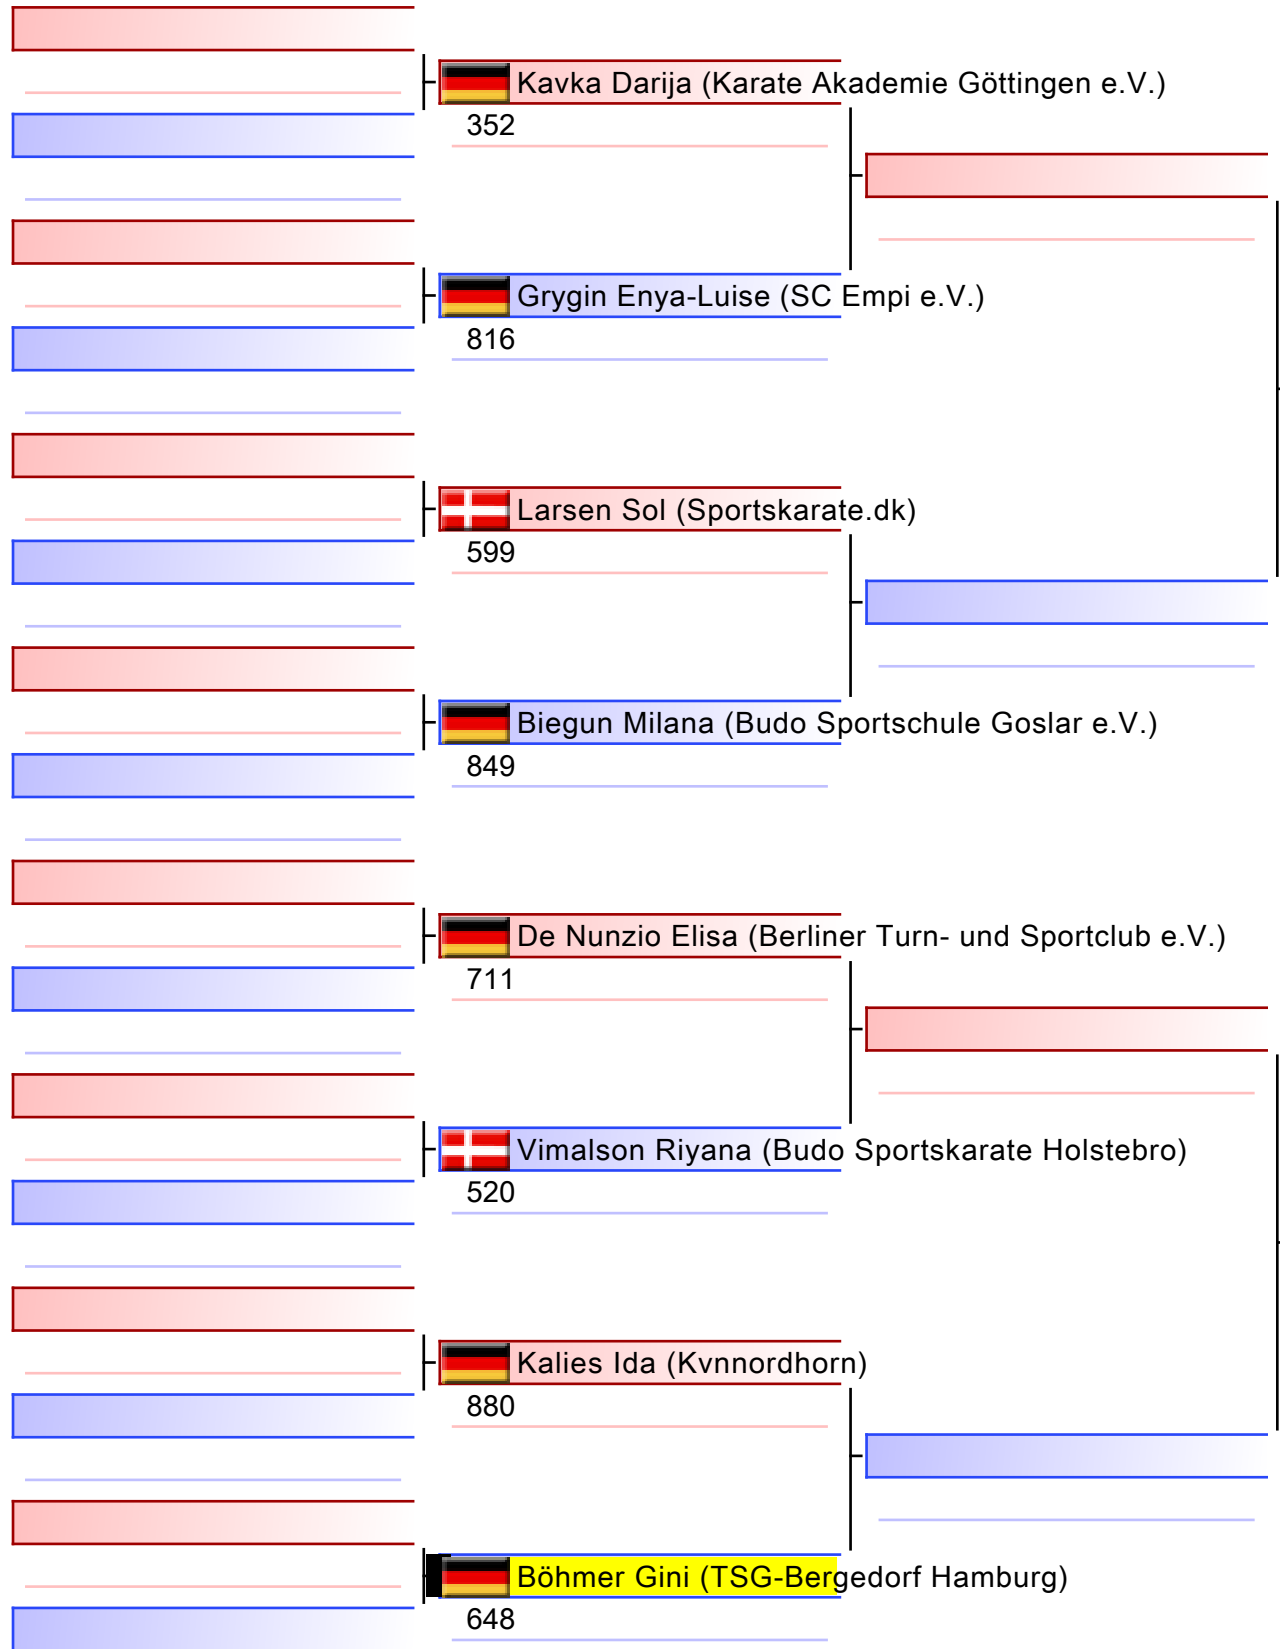 Kavka Darija (Karate Akademie Göttingen e.V.)
352
Grygin Enya-Luise (SC Empi e.V.)
816
Larsen Sol (Sportskarate.dk)
599
Biegun Milana (Budo Sportschule Goslar e.V.)
849
De Nunzio Elisa (Berliner Turn- und Sportclub e.V.)
711
Vimalson Riyana (Budo Sportskarate Holstebro)
520
Kalies Ida (Kvnnordhorn)
880
Böhmer Gini (TSG-Bergedorf Hamburg)
648